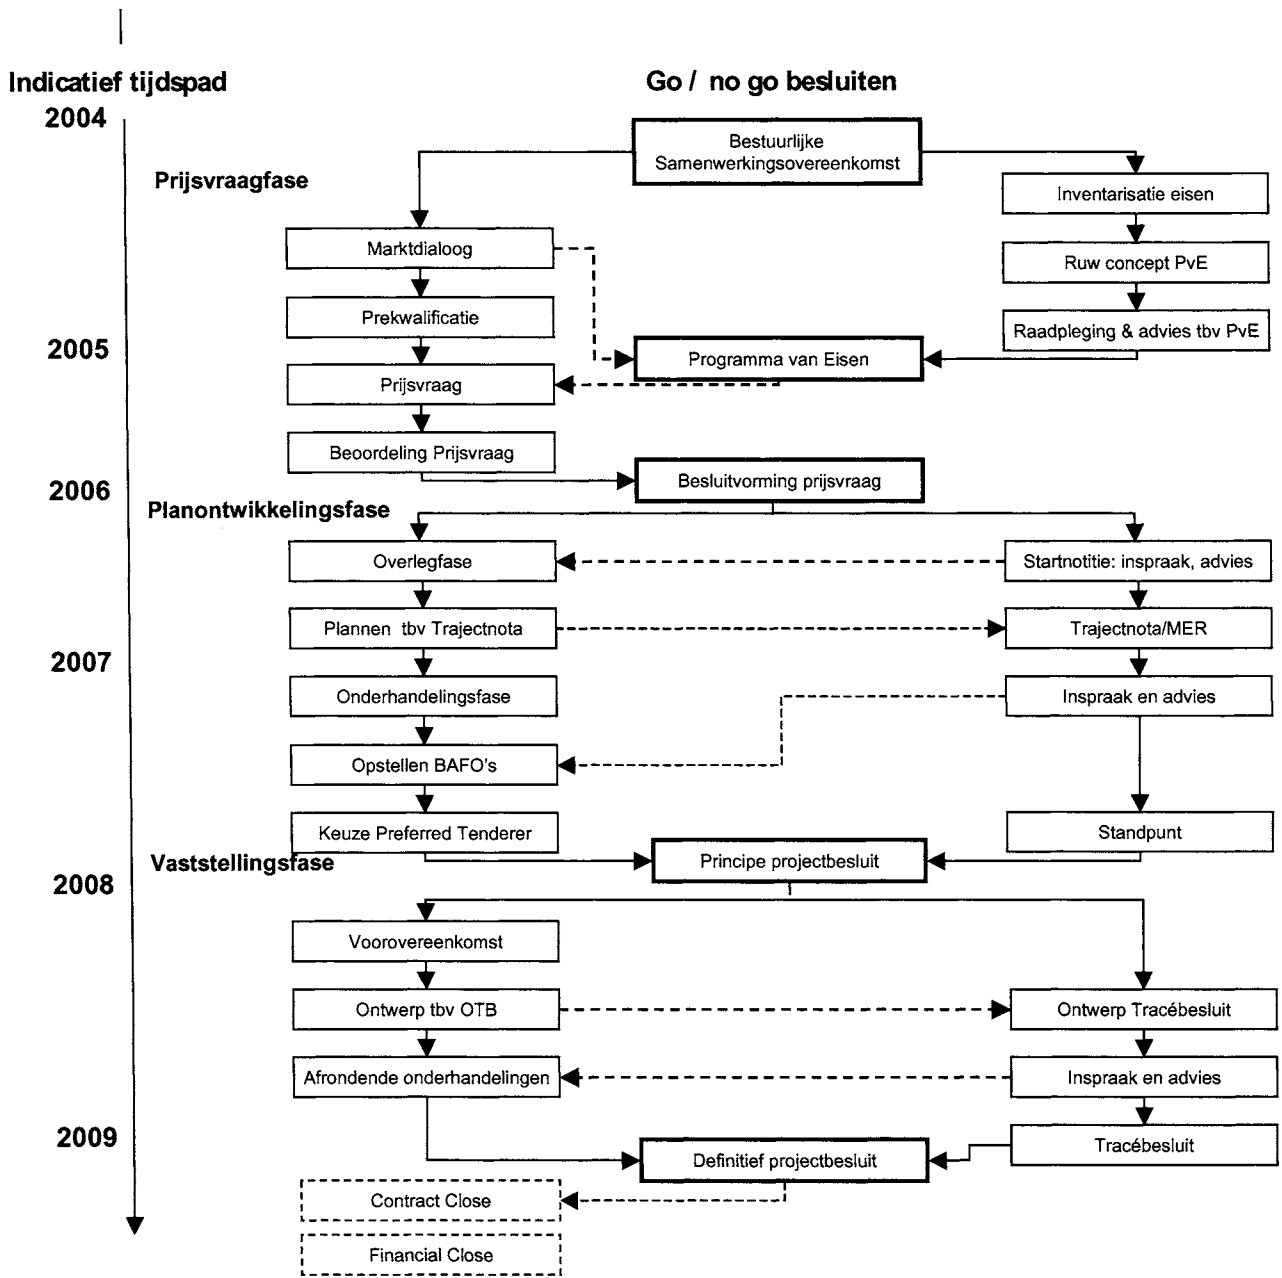 Indicatief tijdspad
Go / no go besluiten
2004
Bestuurlijke
Samenwerkingsovereenkomst
Prijsvraagfase
Inventarisatie eisen
Marktdialoog
Ruw concept PvE
Prekwalificatie
Raadpleging & advies tbv PvE
2005
Programma van Eisen
Prijsvraag
Beoordeling Prijsvraag
Besluitvorming prijsvraag
2006
Planontwikkelingsfase
Overlegfase
Startnotitie: inspraak, advies
Plannen tbv Trajectnota
Trajectnota/MER
2007
Onderhandelingsfase
Inspraak en advies
Opstellen BAFO's
Keuze Preferred Tenderer
Standpunt
Vaststellingsfase
Principe projectbesluit
2008
Voorovereenkomst
Ontwerp tbv OTB
Ontwerp Tracébesluit
Afrondende onderhandelingen
Inspraak en advies
2009
Tracébesluit
Definitief projectbesluit
Contract Close
Financial Close